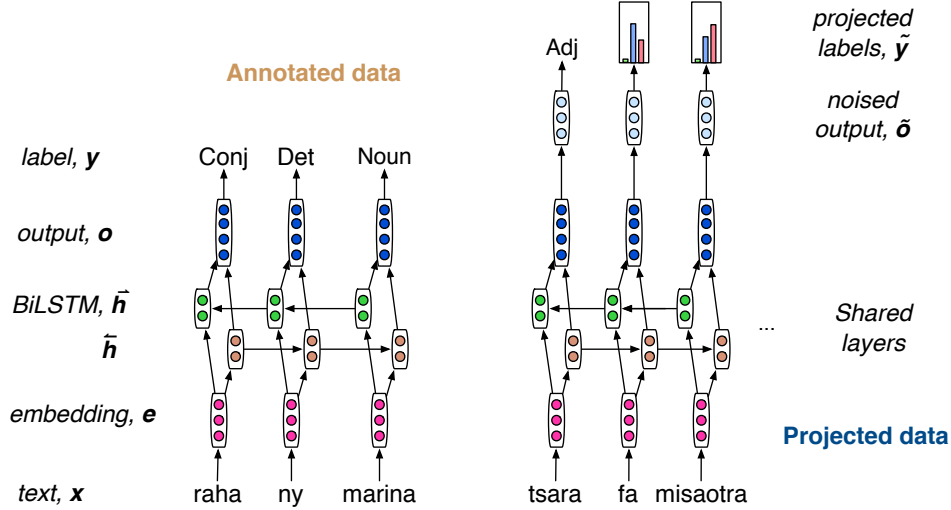 projected
labels, ỹ
Adj
Annotated data
noised
output, õ
label, y
Conj Det Noun
output, o
BiLSTM, h⃗
h⃖
...
Shared
layers
embedding, e
Projected data
text, x
raha ny marina
tsara fa misaotra